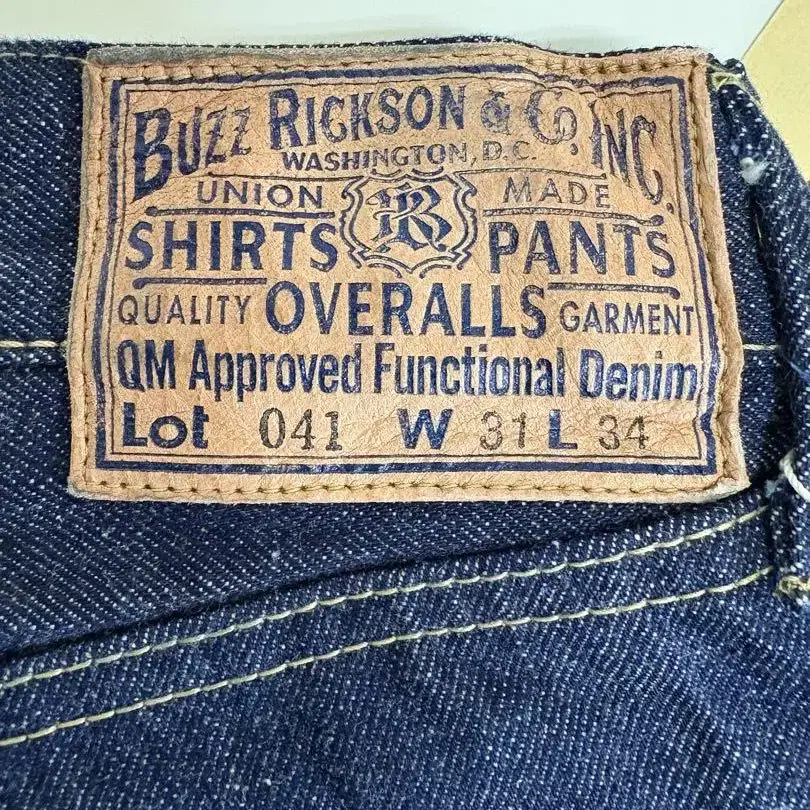 BUZZ RICKSON & CO. INC.
WASHINGTON, D.C.
UNION MADE
SHIRTS BR PANTS
QUALITY OVERALLS GARMENT
QM Approved Functional Denim
Lot 041 W 31 L 34